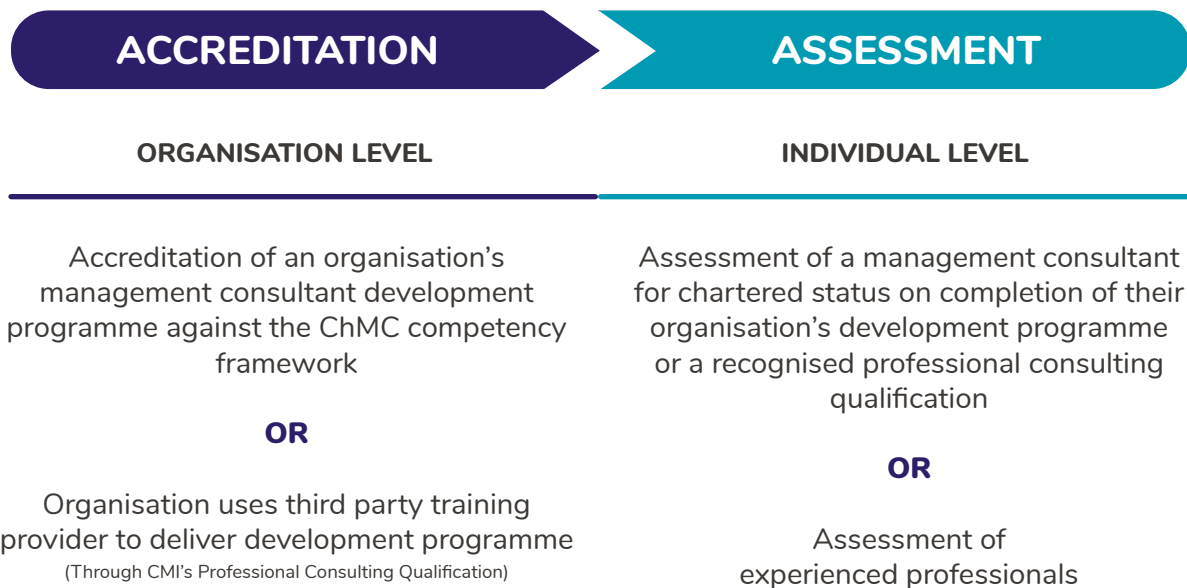 ACCREDITATION
ORGANISATION LEVEL
Accreditation of an organisation's
management consultant development
programme against the ChMC competency
framework
OR
Organisation uses third party training
provider to deliver development programme
(Through CMI's Professional Consulting Qualification)
ASSESSMENT
INDIVIDUAL LEVEL
Assessment of a management consultant
for chartered status on completion of their
organisation's development programme
or a recognised professional consulting
qualification
OR
Assessment of
experienced professionals